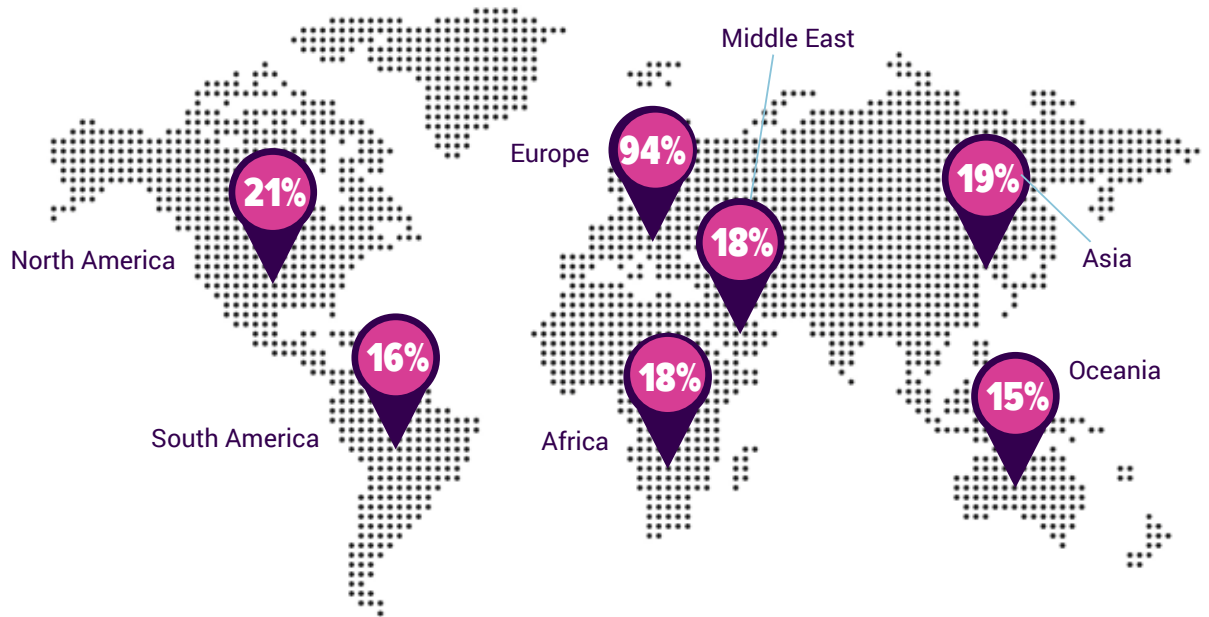 Middle East
Europe
94%
21%
19%
18%
North America
Asia
16%
18%
Oceania
15%
South America
Africa